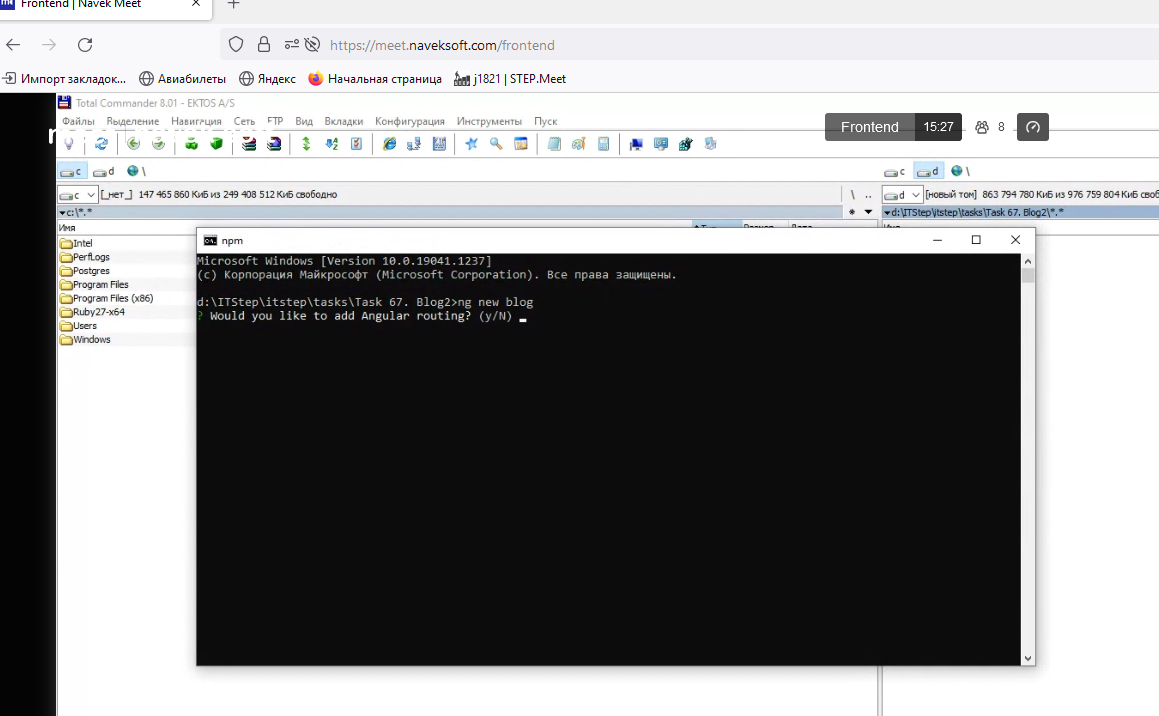 Frontend | Navek Meet
https://meet.naveksoft.com/frontend
Импорт закладок... Авиабилеты Яндекс Начальная страница j1821 | STEP.Meet
Total Commander 8.01 - EKTOS A/S
Файлы Выделение Навигация Сеть FTP Вид Вкладки Конфигурация Инструменты Пуск
Frontend 15:27 8
c d \ c d \
c [_нет_] 147 465 860 КиБ из 249 408 512 КиБ свободно \ .. d [новый том] 863 794 780 КиБ из 976 759 804 КиБ
c:\*.* * d:\ITStep\itstep\tasks\Task 67. Blog2\*.*
Имя Тип Размер Дата Имя
Intel
PerfLogs
Postgres
Program Files
Program Files (x86)
Ruby27-x64
Users
Windows
npm
Microsoft Windows [Version 10.0.19041.1237]
(c) Корпорация Майкрософт (Microsoft Corporation). Все права защищены.
d:\ITStep\itstep\tasks\Task 67. Blog2>ng new blog
? Would you like to add Angular routing? (y/N)